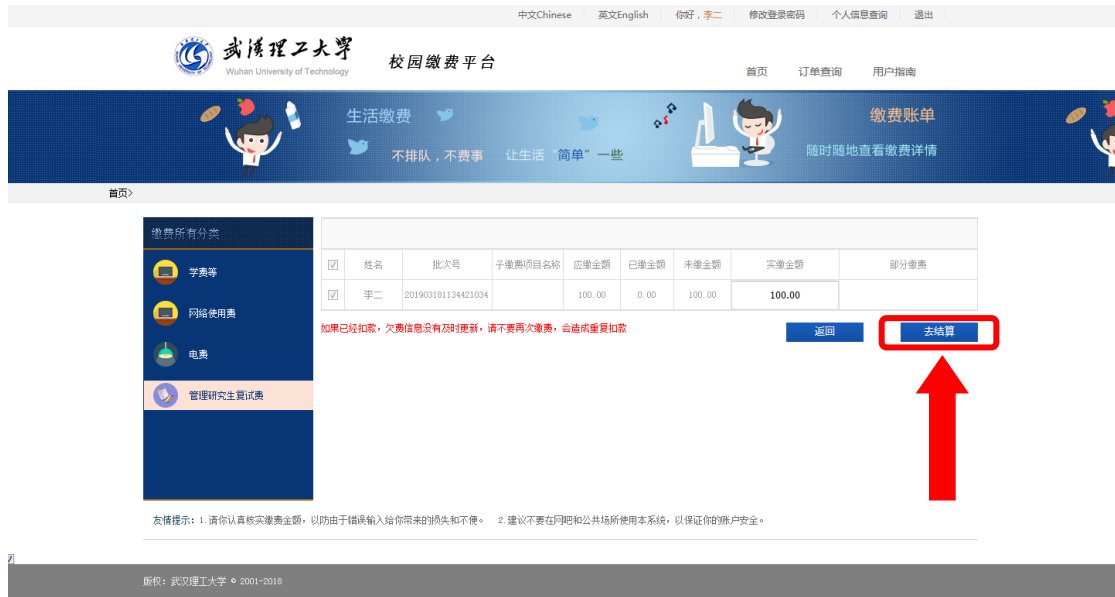 中文Chinese 英文English 你好，李二 修改登录密码 个人信息查询 退出
武汉理工大学
Wuhan University of Technology
校园缴费平台
首页 订单查询 用户指南
生活缴费
不排队，不费事 让生活“简单”一些
缴费账单
随时随地查看缴费详情
首页>
缴费所有分类
学费等
网络使用费
电费
管理研究生复试费
姓名 批次号 子缴费项目名称 应缴金额 已缴金额 未缴金额 实缴金额 部分缴费
李二 201903181134421034 100.00 0.00 100.00 100.00
如果已经扣款，欠费信息没有及时更新，请不要再次缴费，会造成重复扣款
返回 去结算
友情提示：1.请你认真核实缴费金额，以防由于错误输入给你带来的损失和不便。 2.建议不要在网吧和公共场所使用本系统，以保证你的账户安全。
版权：武汉理工大学 © 2001-2018